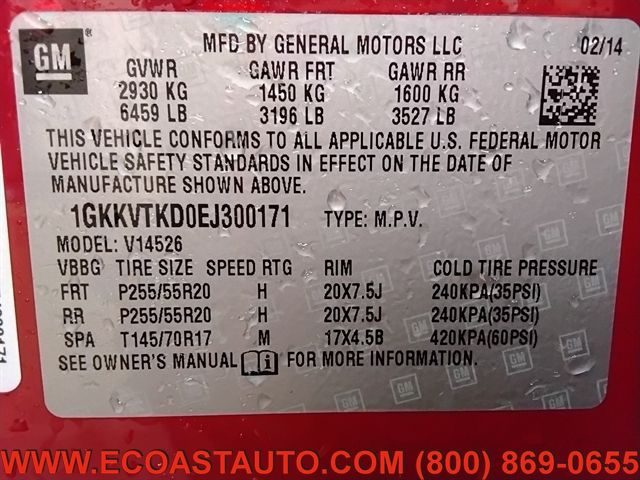 GM
MFD BY GENERAL MOTORS LLC 02/14
GVWR GAWR FRT GAWR RR
2930 KG 1450 KG 1600 KG
6459 LB 3196 LB 3527 LB
THIS VEHICLE CONFORMS TO ALL APPLICABLE U.S. FEDERAL MOTOR
VEHICLE SAFETY STANDARDS IN EFFECT ON THE DATE OF
MANUFACTURE SHOWN ABOVE.
1GKKVTKD0EJ300171 TYPE: M.P.V.
MODEL: V14526
VBBG TIRE SIZE SPEED RTG RIM COLD TIRE PRESSURE
FRT P255/55R20 H 20X7.5J 240KPA(35PSI)
RR P255/55R20 H 20X7.5J 240KPA(35PSI)
SPA T145/70R17 M 17X4.5B 420KPA(60PSI)
SEE OWNER'S MANUAL FOR MORE INFORMATION.
WWW.ECOASTAUTO.COM (800) 869-0655